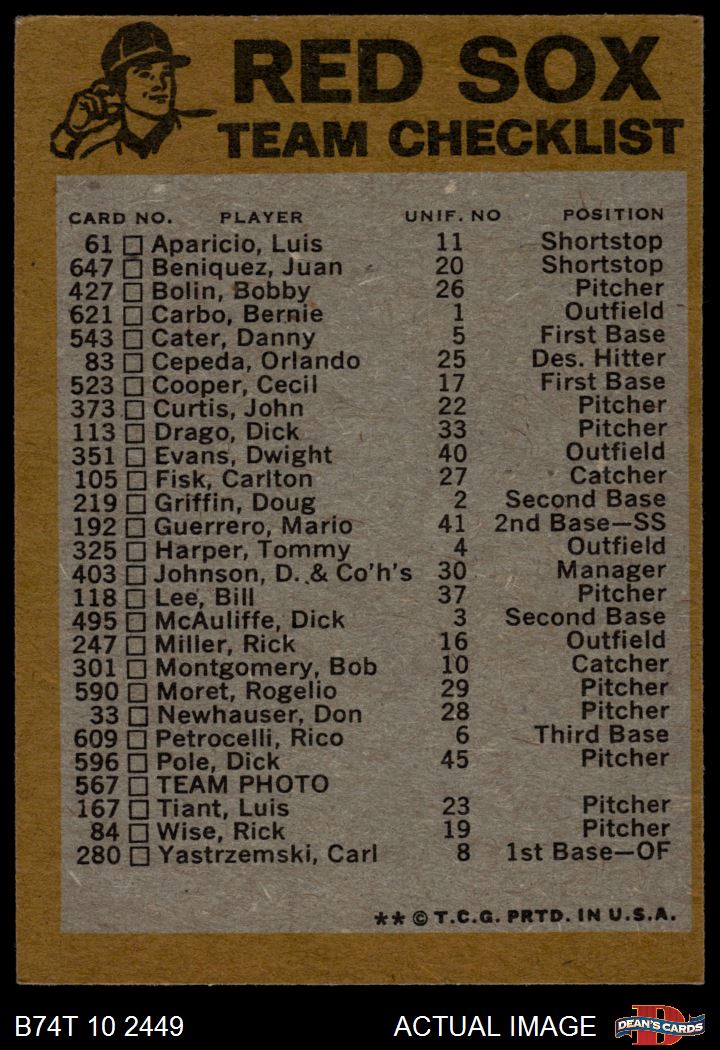 RED SOX
TEAM CHECKLIST
CARD NO. PLAYER UNIF. NO POSITION
61 Aparicio, Luis 11 Shortstop
647 Beniquez, Juan 20 Shortstop
427 Bolin, Bobby 26 Pitcher
621 Carbo, Bernie 1 Outfield
543 Cater, Danny 5 First Base
83 Cepeda, Orlando 25 Des. Hitter
523 Cooper, Cecil 17 First Base
373 Curtis, John 22 Pitcher
113 Drago, Dick 33 Pitcher
351 Evans, Dwight 40 Outfield
105 Fisk, Carlton 27 Catcher
219 Griffin, Doug 2 Second Base
192 Guerrero, Mario 41 2nd Base—SS
325 Harper, Tommy 4 Outfield
403 Johnson, D. & Co'h's 30 Manager
118 Lee, Bill 37 Pitcher
495 McAuliffe, Dick 3 Second Base
247 Miller, Rick 16 Outfield
301 Montgomery, Bob 10 Catcher
590 Moret, Rogelio 29 Pitcher
33 Newhauser, Don 28 Pitcher
609 Petrocelli, Rico 6 Third Base
596 Pole, Dick 45 Pitcher
567 TEAM PHOTO
167 Tiant, Luis 23 Pitcher
84 Wise, Rick 19 Pitcher
280 Yastrzemski, Carl 8 1st Base—OF
** © T.C.G. PRTD. IN U.S.A.
B74T 10 2449 ACTUAL IMAGE D DEAN'S CARDS